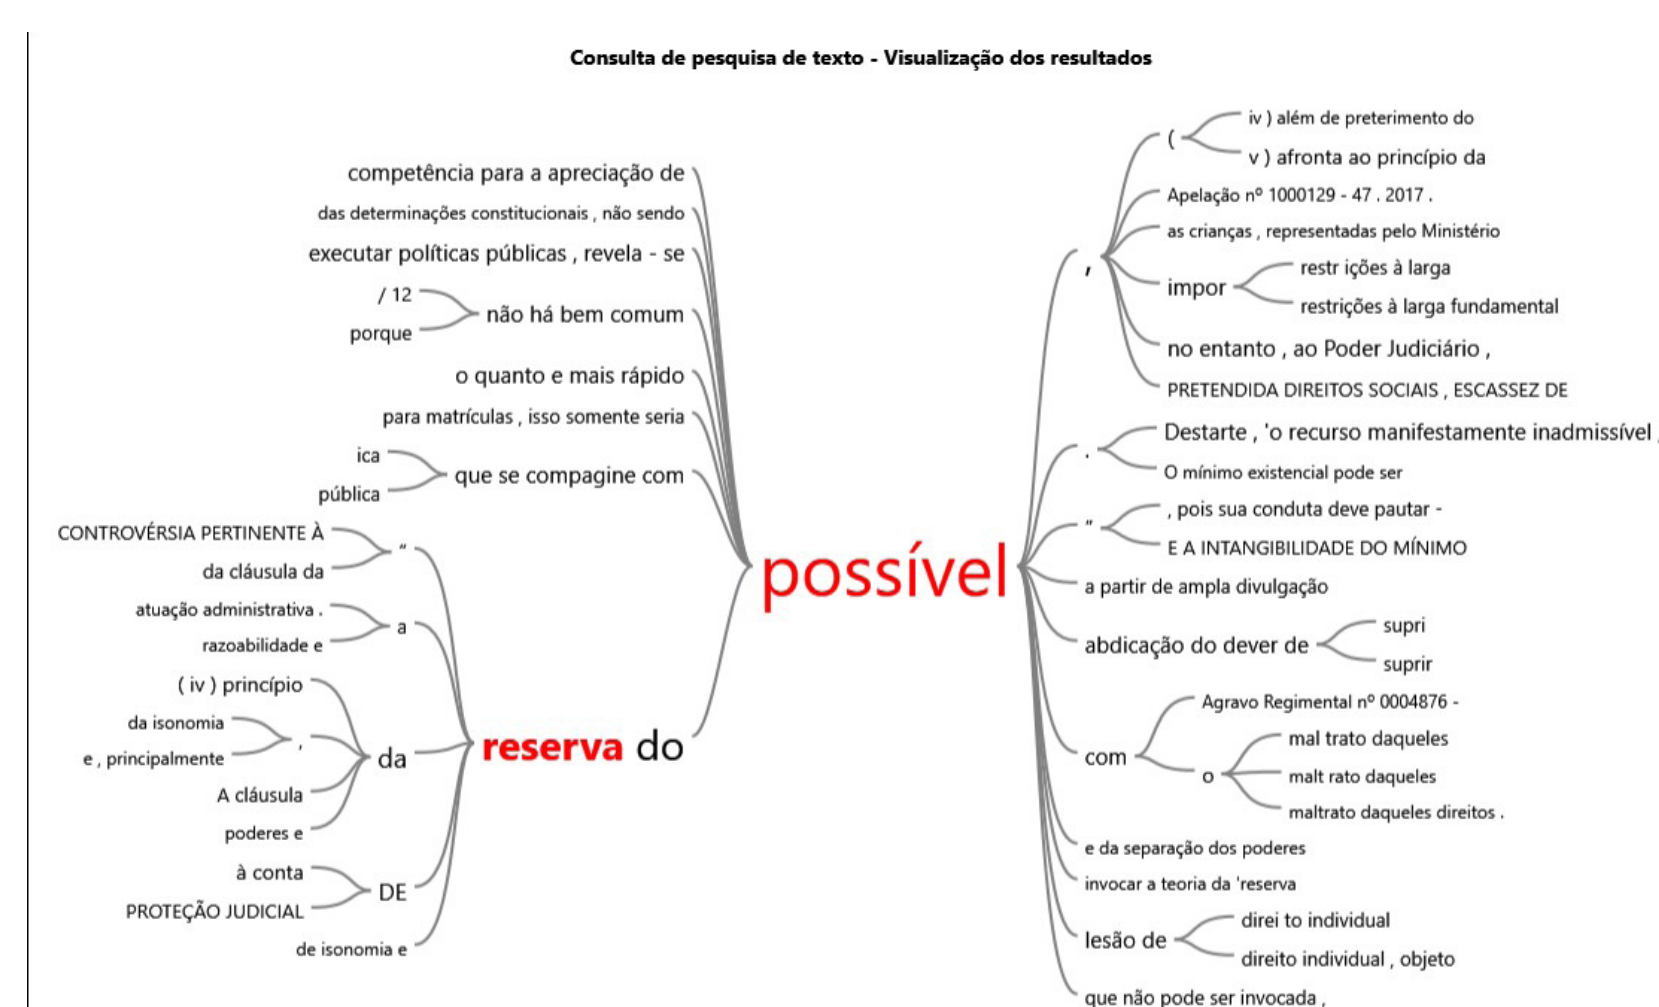 Consulta de pesquisa de texto - Visualização dos resultados
competência para a apreciação de
das determinações constitucionais , não sendo
executar políticas públicas , revela - se
/ 12
porque
não há bem comum
o quanto e mais rápido
para matrículas , isso somente seria
ica
pública
que se compagine com
CONTROVÉRSIA PERTINENTE À
da cláusula da
“
atuação administrativa .
razoabilidade e
a
( iv ) princípio
da isonomia
e , principalmente
,
A cláusula
poderes e
da
à conta
PROTEÇÃO JUDICIAL
DE
de isonomia e
reserva do
possível
,
(
iv ) além de preterimento do
v ) afronta ao princípio da
Apelação nº 1000129 - 47 . 2017 .
as crianças , representadas pelo Ministério
impor
restr ições à larga
restrições à larga fundamental
no entanto , ao Poder Judiciário ,
PRETENDIDA DIREITOS SOCIAIS , ESCASSEZ DE
.
Destarte , 'o recurso manifestamente inadmissível ,
O mínimo existencial pode ser
”
, pois sua conduta deve pautar -
E A INTANGIBILIDADE DO MÍNIMO
a partir de ampla divulgação
abdicação do dever de
supri
suprir
com
Agravo Regimental nº 0004876 -
o
mal trato daqueles
malt rato daqueles
maltrato daqueles direitos .
e da separação dos poderes
invocar a teoria da 'reserva
lesão de
direi to individual
direito individual , objeto
que não pode ser invocada ,